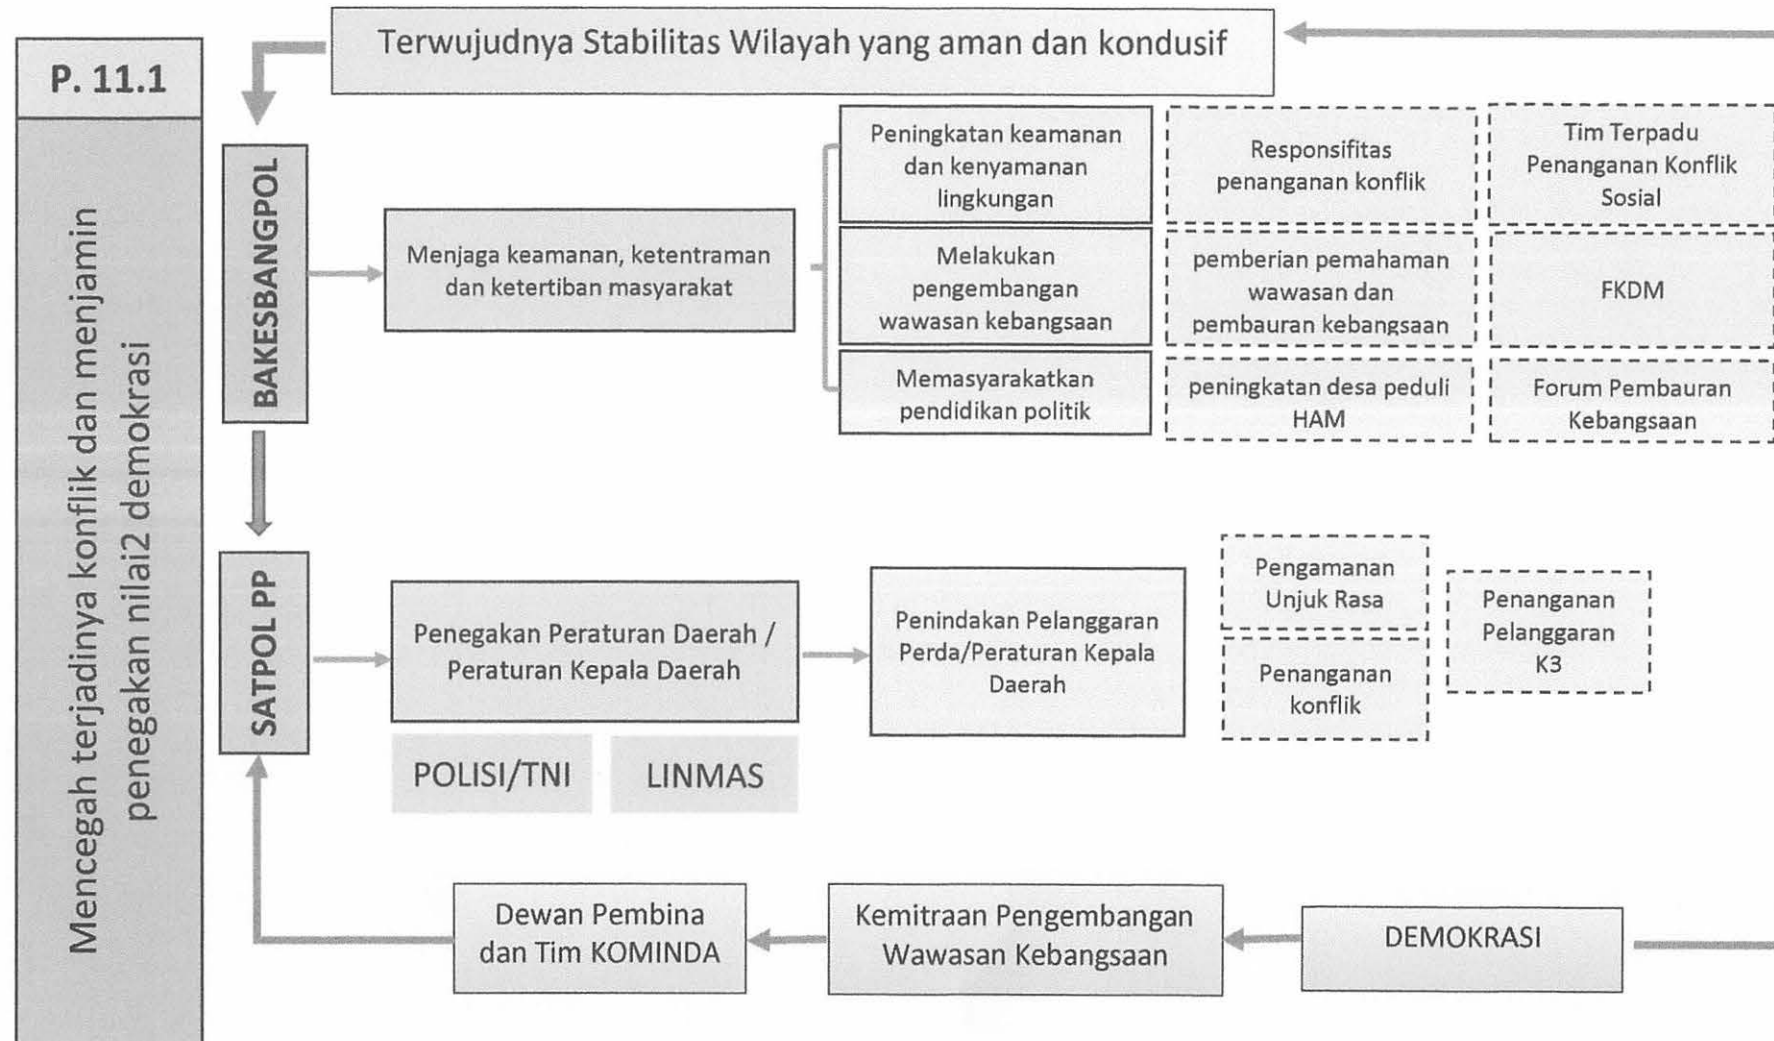 Terwujudnya Stabilitas Wilayah yang aman dan kondusif
P. 11.1
Mencegah terjadinya konflik dan menjamin
penegakan nilai2 demokrasi
BAKESBANGPOL
Menjaga keamanan, ketentraman
dan ketertiban masyarakat
Peningkatan keamanan
dan kenyamanan
lingkungan
Responsifitas
penanganan konflik
Tim Terpadu
Penanganan Konflik
Sosial
Melakukan
pengembangan
wawasan kebangsaan
pemberian pemahaman
wawasan dan
pembauran kebangsaan
FKDM
Memasyarakatkan
pendidikan politik
peningkatan desa peduli
HAM
Forum Pembauran
Kebangsaan
SATPOL PP
Penegakan Peraturan Daerah /
Peraturan Kepala Daerah
Penindakan Pelanggaran
Perda/Peraturan Kepala
Daerah
Pengamanan
Unjuk Rasa
Penanganan
konflik
Penanganan
Pelanggaran
K3
POLISI/TNI
LINMAS
Dewan Pembina
dan Tim KOMINDA
Kemitraan Pengembangan
Wawasan Kebangsaan
DEMOKRASI